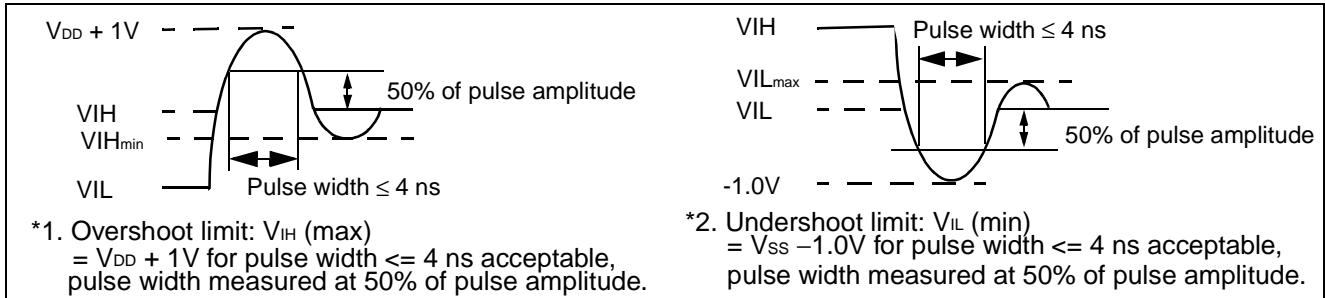 VDD + 1V
50% of pulse amplitude
VIH
VIHmin
VIL
Pulse width ≤ 4 ns
*1. Overshoot limit: VIH (max)
= VDD + 1V for pulse width <= 4 ns acceptable,
pulse width measured at 50% of pulse amplitude.
VIH
Pulse width ≤ 4 ns
VILmax
VIL
50% of pulse amplitude
-1.0V
*2. Undershoot limit: VIL (min)
= VSS −1.0V for pulse width <= 4 ns acceptable,
pulse width measured at 50% of pulse amplitude.